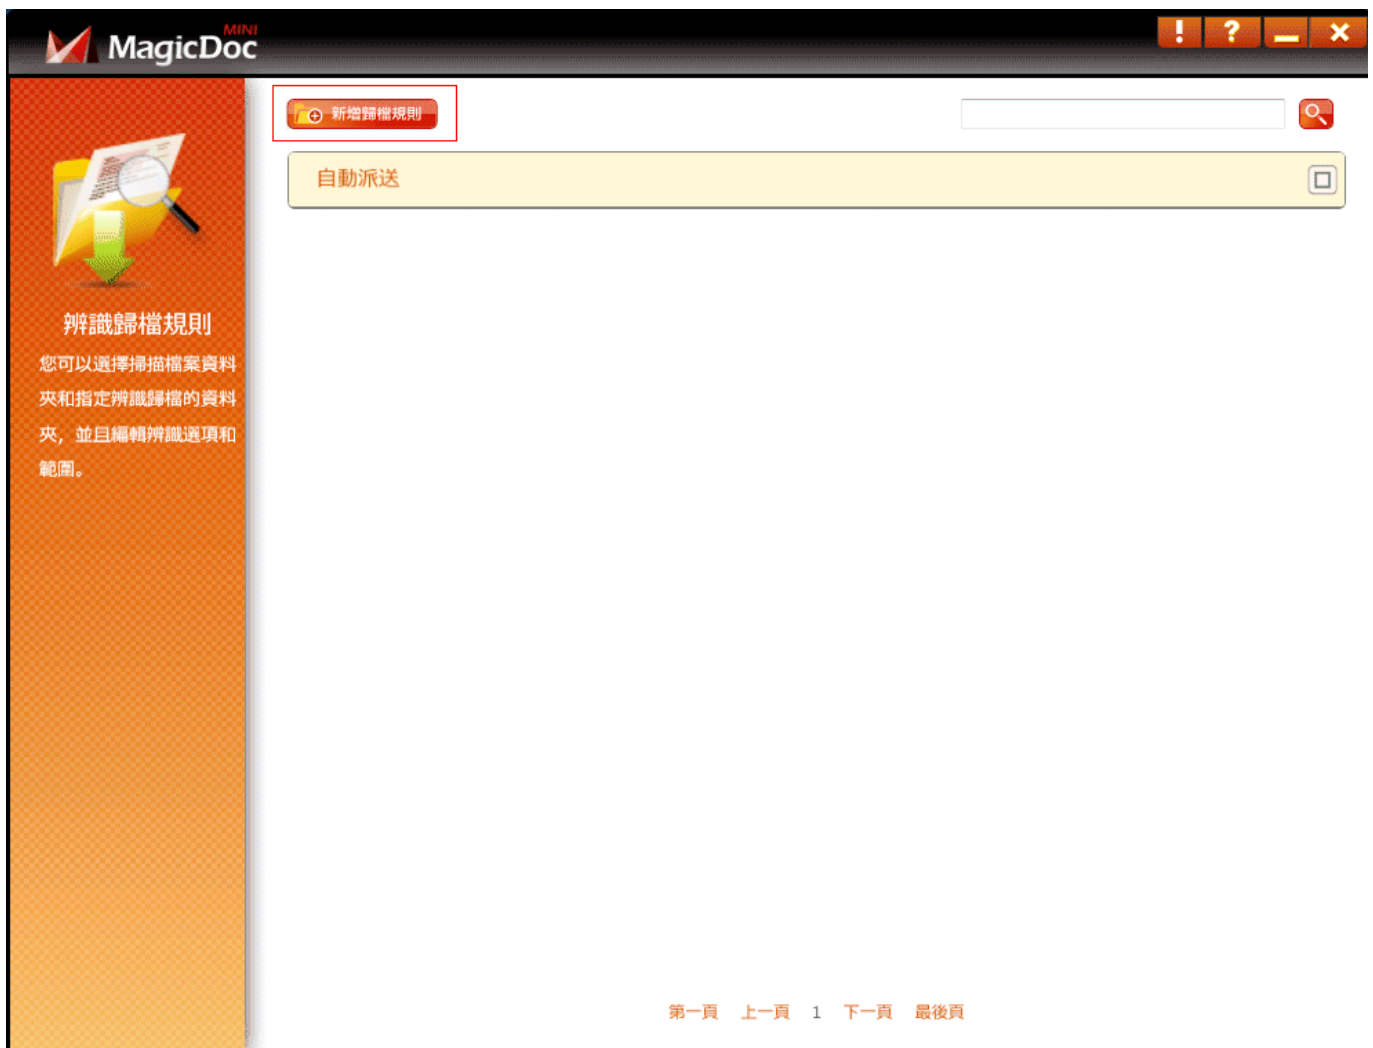 MINI
MagicDoc
! ?
新增歸檔規則
自動派送
辨識歸檔規則
您可以選擇掃描檔案資料
夾和指定辨識歸檔的資料
夾，並且編輯辨識選項和
範圍。
第一頁 上一頁 1 下一頁 最後頁